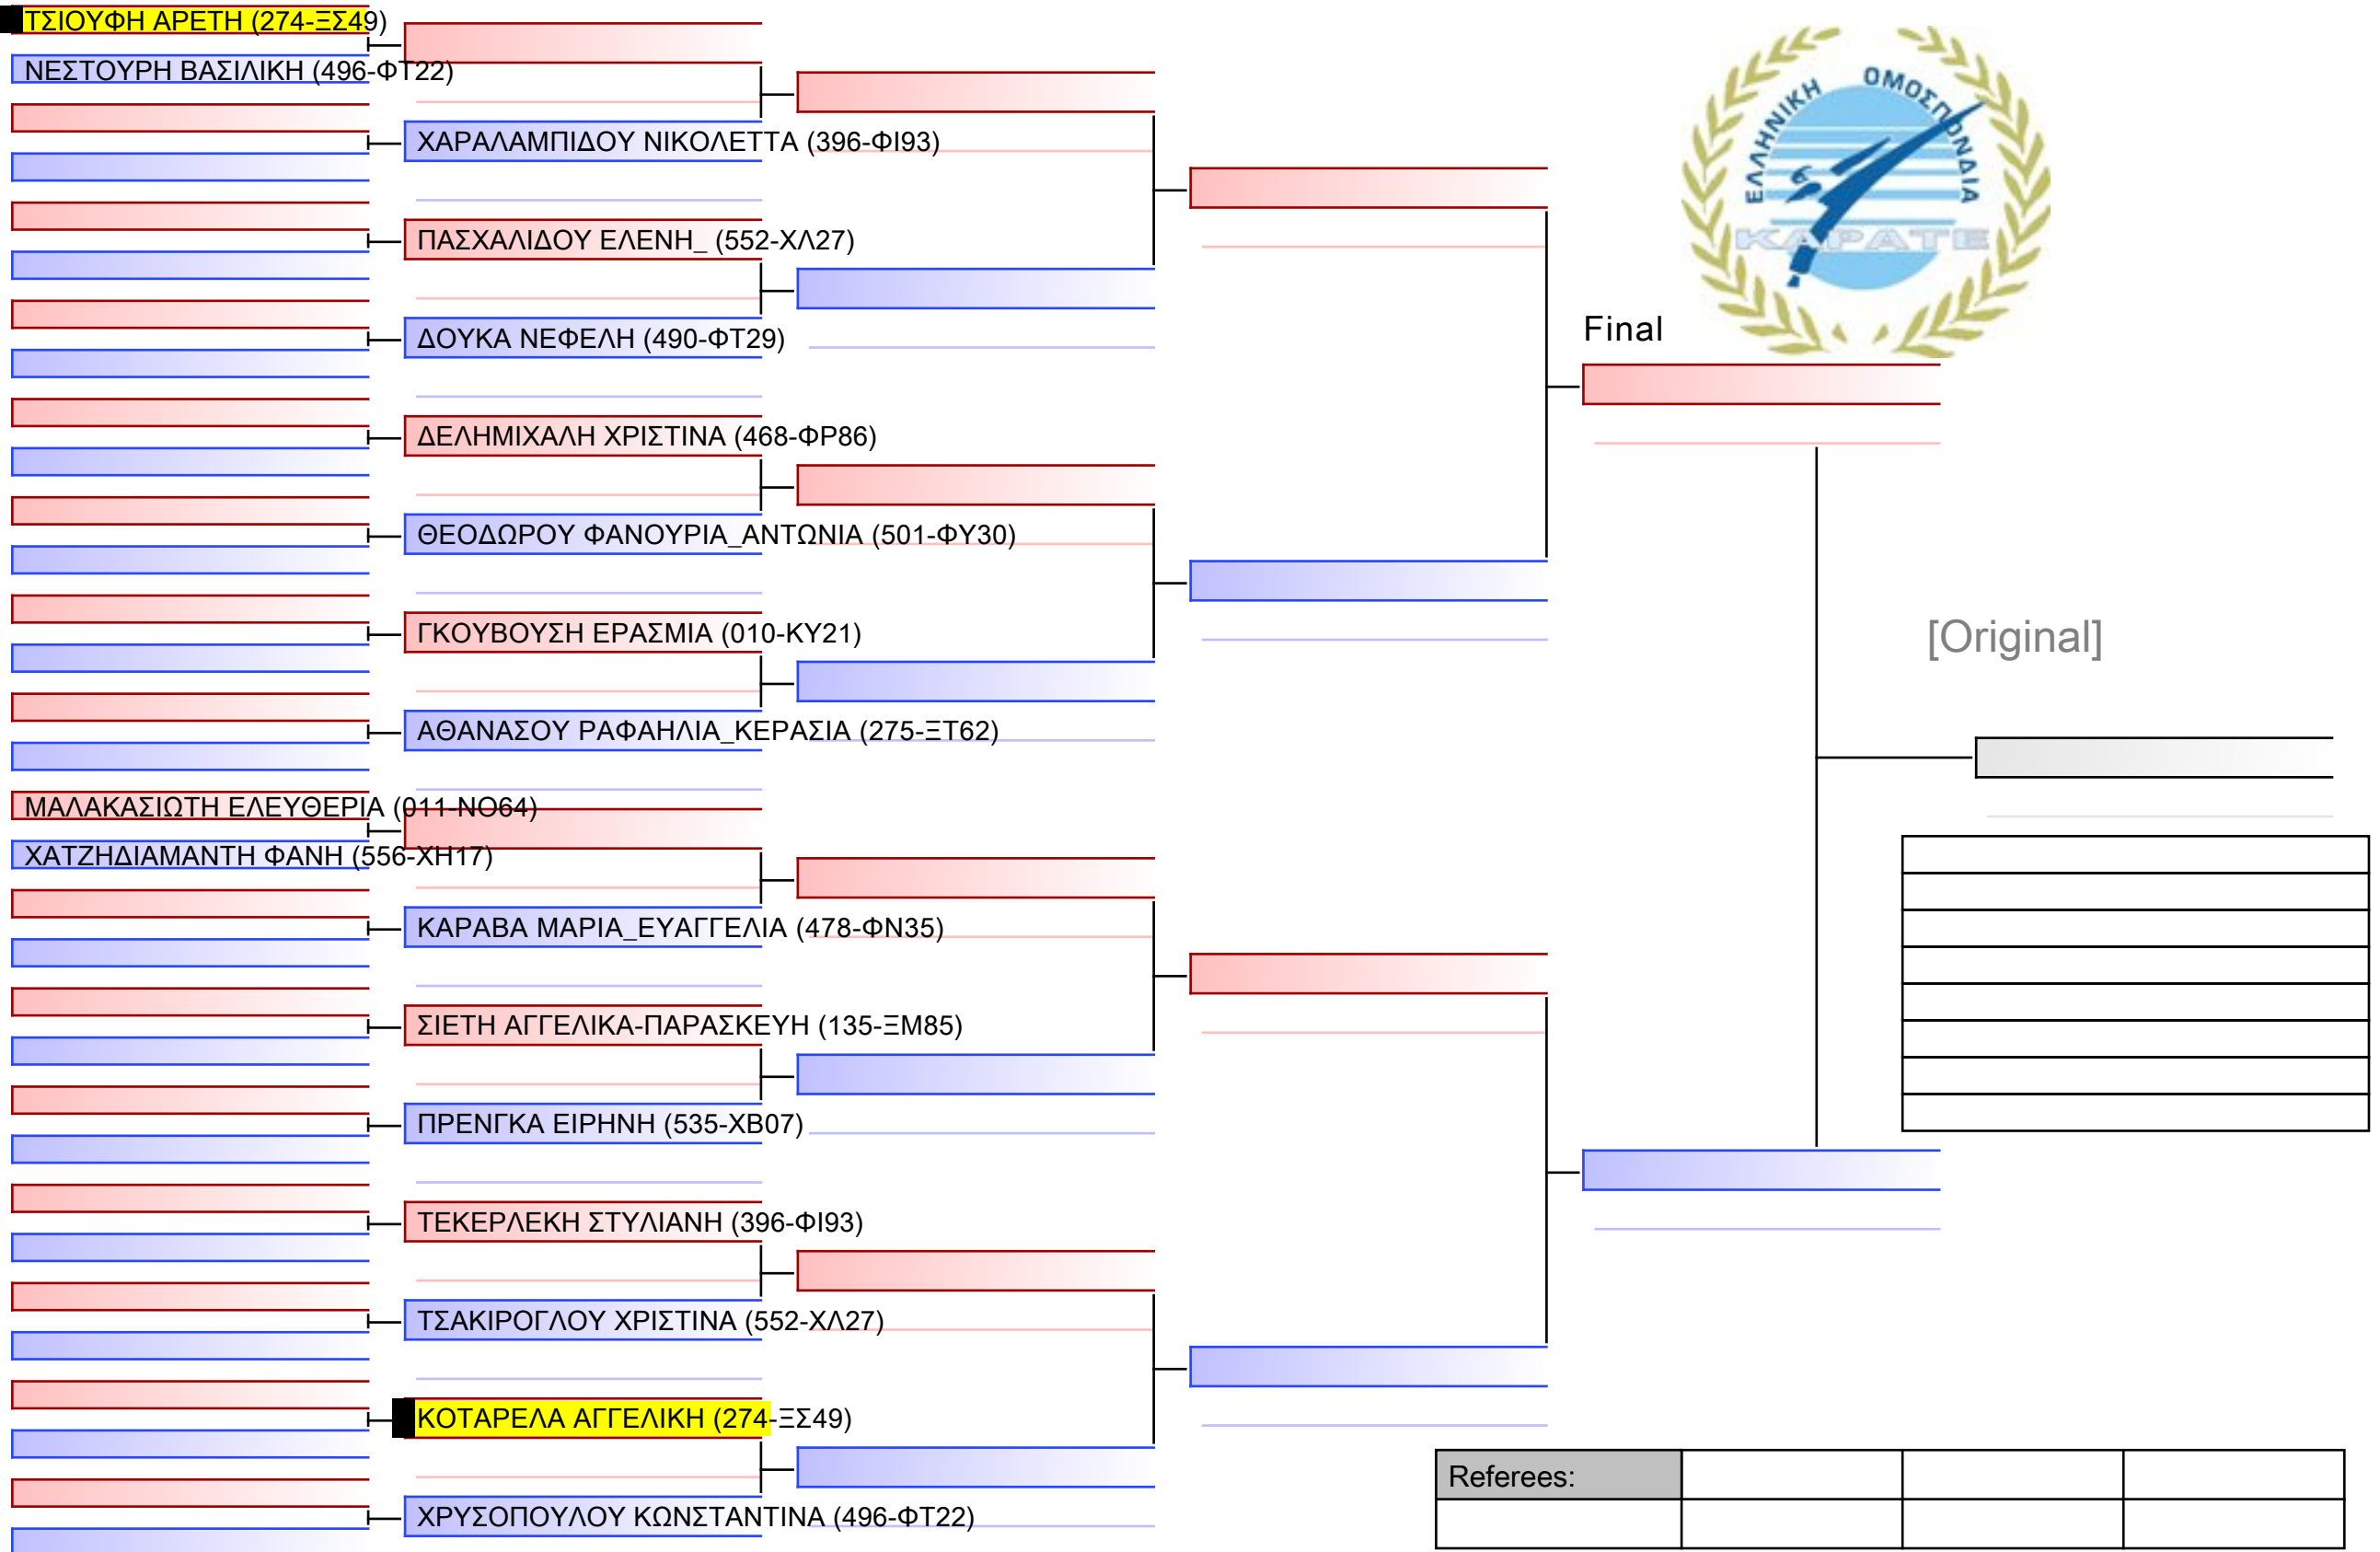 ΤΣΙΟΥΦΗ ΑΡΕΤΗ (274-ΞΣ49)
ΝΕΣΤΟΥΡΗ ΒΑΣΙΛΙΚΗ (496-ΦΤ22)
ΧΑΡΑΛΑΜΠΙΔΟΥ ΝΙΚΟΛΕΤΤΑ (396-ΦΙ93)
ΠΑΣΧΑΛΙΔΟΥ ΕΛΕΝΗ_ (552-ΧΛ27)
ΔΟΥΚΑ ΝΕΦΕΛΗ (490-ΦΤ29)
ΔΕΛΗΜΙΧΑΛΗ ΧΡΙΣΤΙΝΑ (468-ΦΡ86)
ΘΕΟΔΩΡΟΥ ΦΑΝΟΥΡΙΑ_ΑΝΤΩΝΙΑ (501-ΦΥ30)
ΓΚΟΥΒΟΥΣΗ ΕΡΑΣΜΙΑ (010-ΚΥ21)
ΑΘΑΝΑΣΟΥ ΡΑΦΑΗΛΙΑ_ΚΕΡΑΣΙΑ (275-ΞΤ62)
ΜΑΛΑΚΑΣΙΩΤΗ ΕΛΕΥΘΕΡΙΑ (011-ΝΟ64)
ΧΑΤΖΗΔΙΑΜΑΝΤΗ ΦΑΝΗ (556-ΧΗ17)
ΚΑΡΑΒΑ ΜΑΡΙΑ_ΕΥΑΓΓΕΛΙΑ (478-ΦΝ35)
ΣΙΕΤΗ ΑΓΓΕΛΙΚΑ-ΠΑΡΑΣΚΕΥΗ (135-ΞΜ85)
ΠΡΕΝΓΚΑ ΕΙΡΗΝΗ (535-ΧΒ07)
ΤΕΚΕΡΛΕΚΗ ΣΤΥΛΙΑΝΗ (396-ΦΙ93)
ΤΣΑΚΙΡΟΓΛΟΥ ΧΡΙΣΤΙΝΑ (552-ΧΛ27)
ΚΟΤΑΡΕΛΑ ΑΓΓΕΛΙΚΗ (274-ΞΣ49)
ΧΡΥΣΟΠΟΥΛΟΥ ΚΩΝΣΤΑΝΤΙΝΑ (496-ΦΤ22)
ΕΛΛΗΝΙΚΗ ΟΜΟΣΠΟΝΔΙΑ
ΚΑΡΑΤΕ
Final
[Original]
Referees: